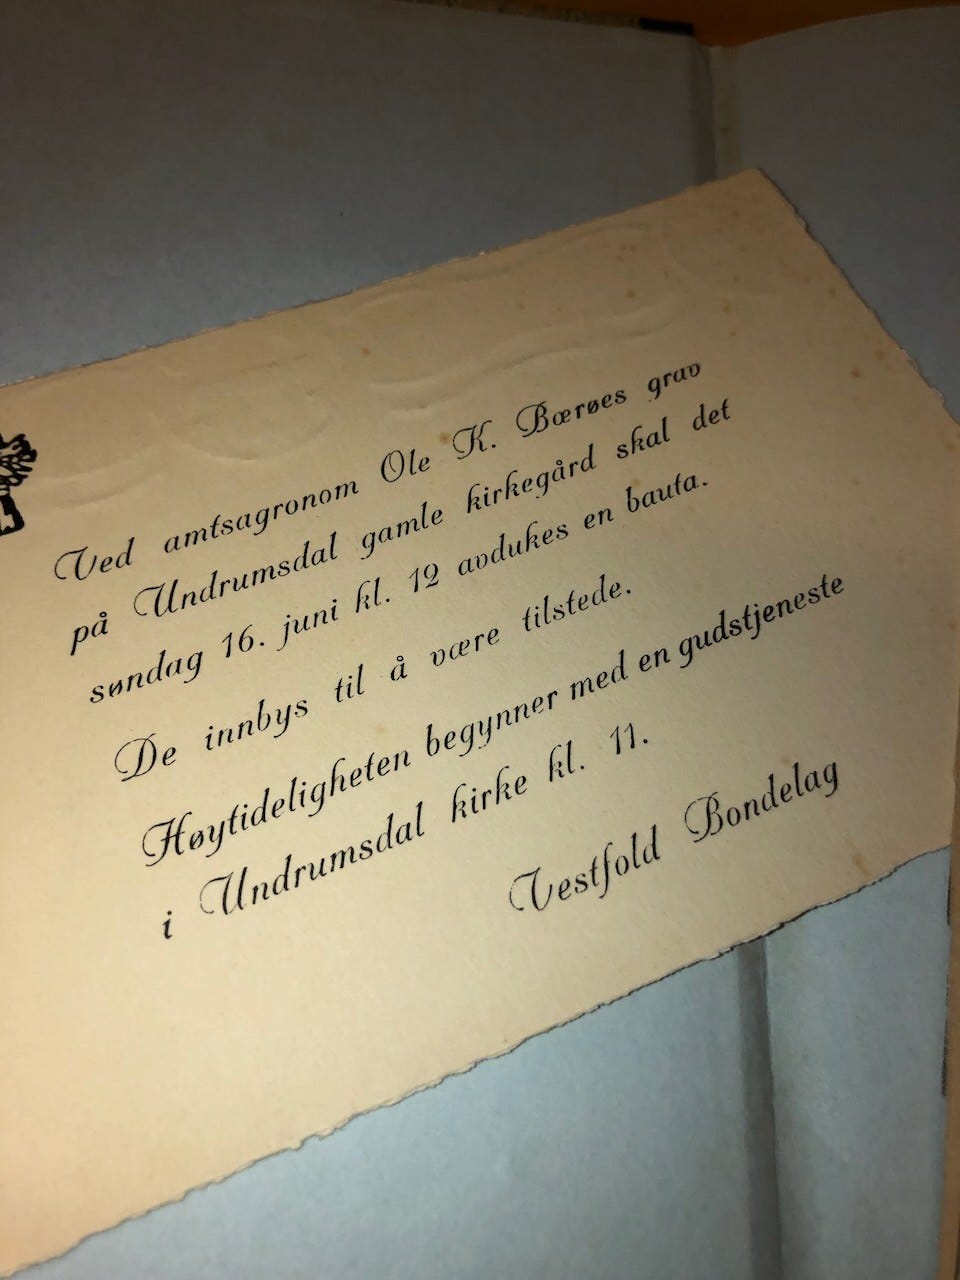 Ved amtsagronom Ole K. Bærøes grav
på Undrumsdal gamle kirkegård skal det
søndag 16. juni kl. 12 avdukes en bauta.
De innbys til å være tilstede.
Høytideligheten begynner med en gudstjeneste
i Undrumsdal kirke kl. 11.
Vestfold Bondelag